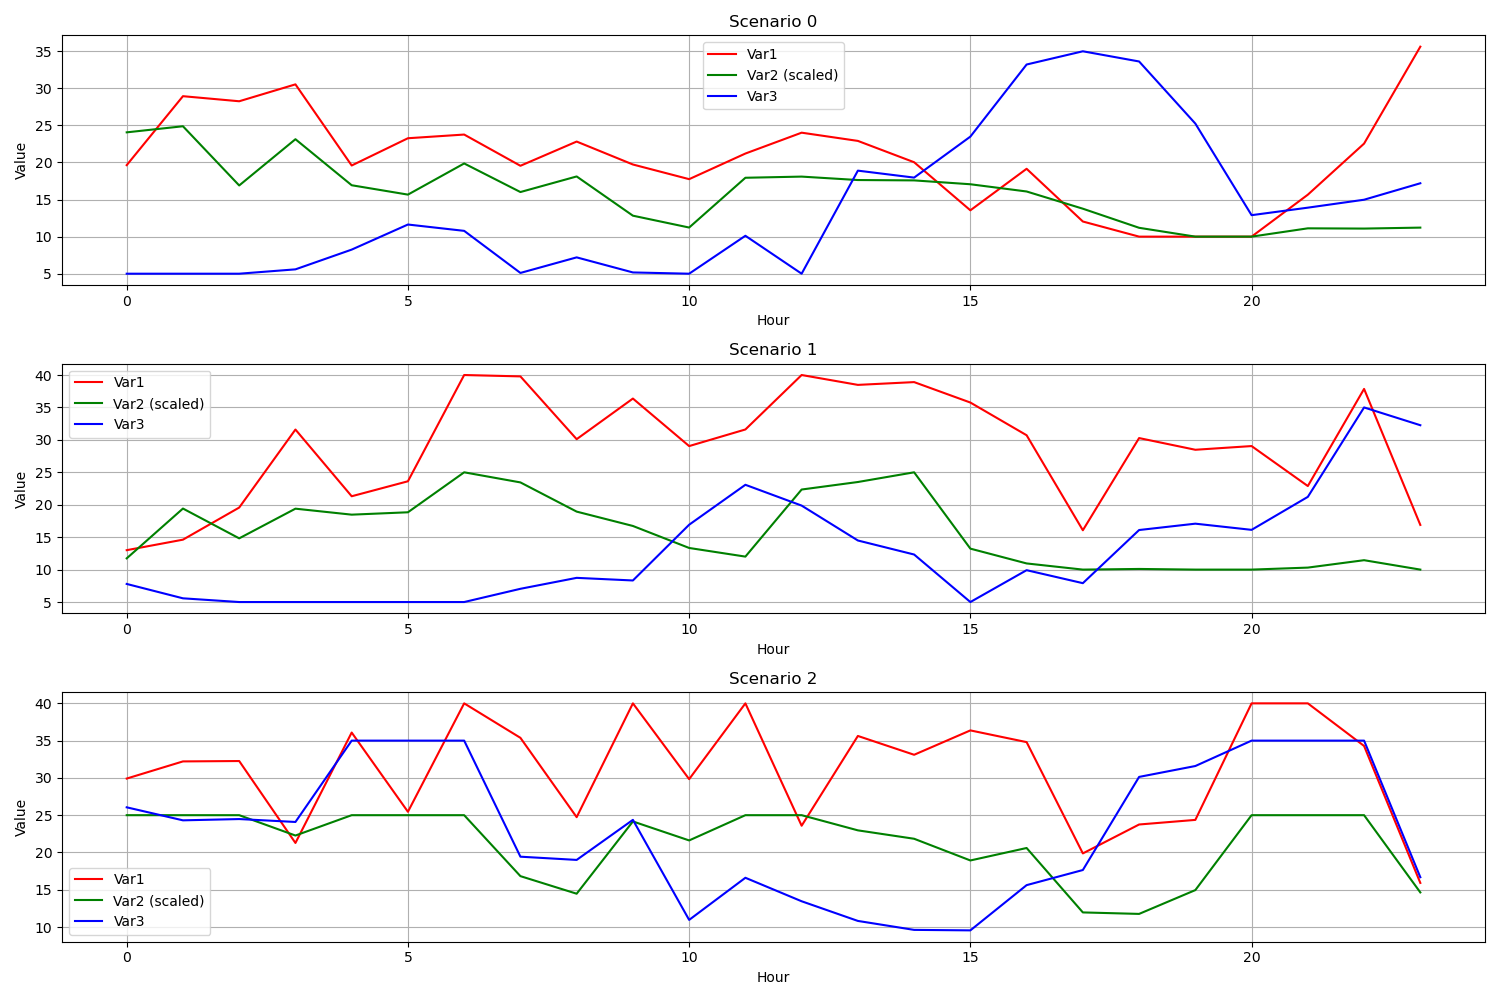 Scenario 0
Value
35
30
25
20
15
10
5
Var1
Var2 (scaled)
Var3
0 5 10 15 20
Hour
Scenario 1
Value
40
35
30
25
20
15
10
5
Var1
Var2 (scaled)
Var3
0 5 10 15 20
Hour
Scenario 2
Value
40
35
30
25
20
15
10
Var1
Var2 (scaled)
Var3
0 5 10 15 20
Hour